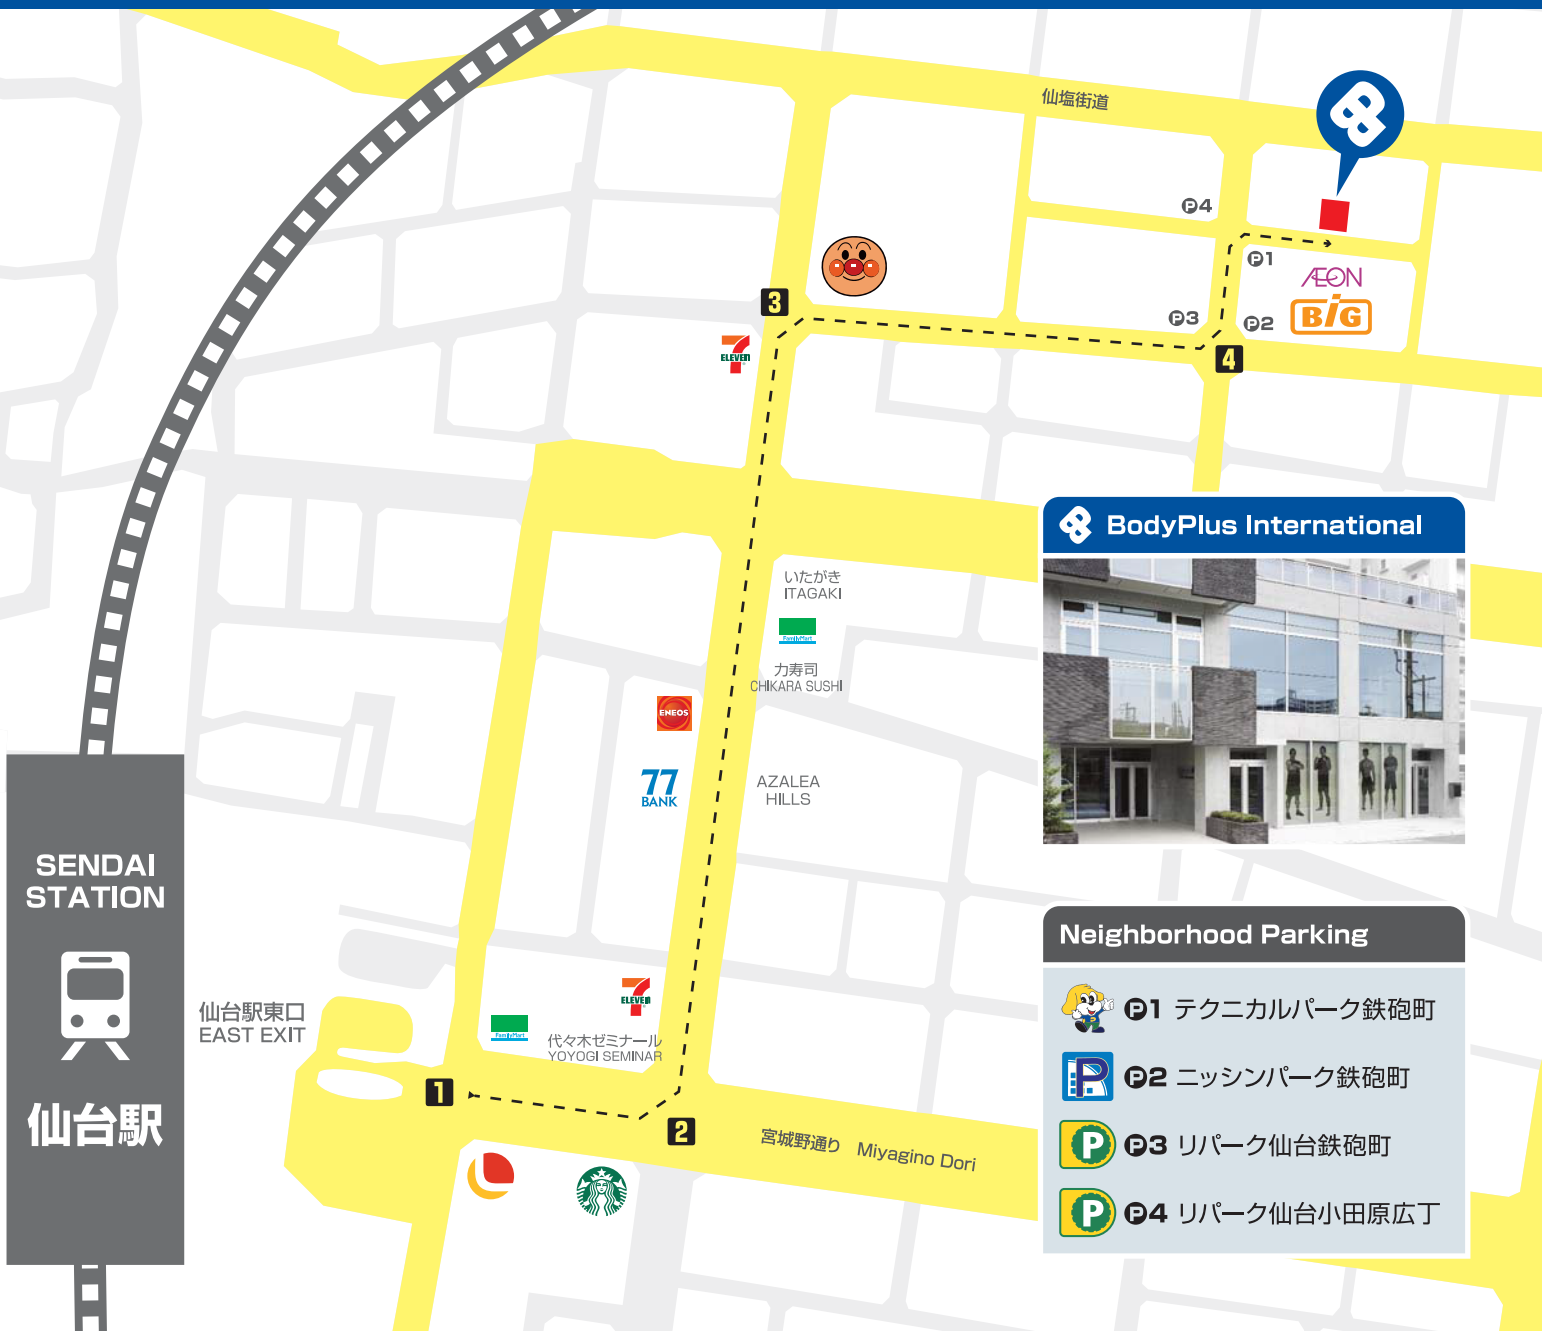 仙塩街道
P4
P1
ÆON
BIG
P3
P2
3
4
7
ELEVEN
BodyPlus International
いたがき
ITAGAKI
FamilyMart
力寿司
CHIKARA SUSHI
ENEOS
77
BANK
AZALEA
HILLS
SENDAI
STATION
仙台駅
仙台駅東口
EAST EXIT
7
ELEVEN
FamilyMart
代々木ゼミナール
YOYOGI SEMINAR
1
2
宮城野通り Miyagino Dori
Neighborhood Parking
P1 テクニカルパーク鉄砲町
P
P2 ニッシンパーク鉄砲町
P
P3 リパーク仙台鉄砲町
P
P4 リパーク仙台小田原広丁